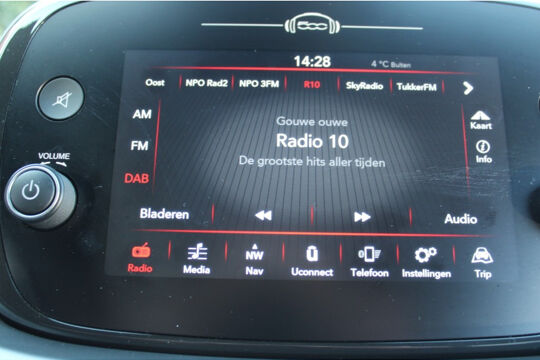 500
14:28
4 °C Buiten
Oost NPO Rad2 NPO 3FM R10 SkyRadio TukkerFM
AM
Gouwe ouwe
Kaart
Radio 10
FM
De grootste hits aller tijden
Info
VOLUME
DAB
Bladeren
Audio
Radio Media NW Nav Uconnect Telefoon Instellingen Trip